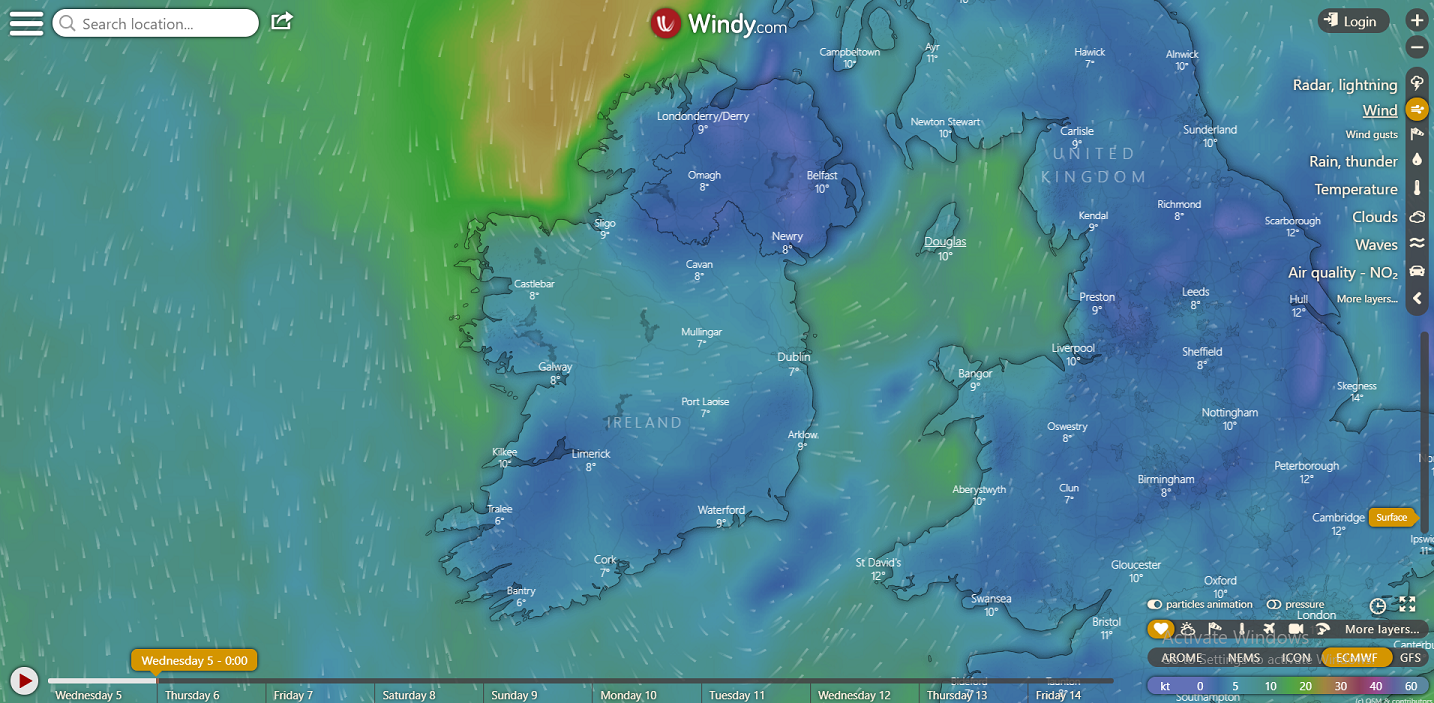 Search location...
Windy.com
Login
Campbeltown
10°
Ayr
11°
Hawick
7°
Alnwick
10°
Radar, lightning
Wind
Wind gusts
Rain, thunder
Temperature
Clouds
Waves
Air quality - NO₂
More layers...
Londonderry/Derry
9°
Newton Stewart
10°
Carlisle
9°
Sunderland
10°
UNITED
KINGDOM
Omagh
8°
Belfast
10°
Richmond
8°
Kendal
9°
Scarborough
12°
Sligo
9°
Newry
8°
Douglas
10°
Cavan
8°
Castlebar
8°
Preston
9°
Leeds
8°
Hull
12°
Mullingar
7°
Dublin
7°
Liverpool
10°
Sheffield
8°
Galway
8°
Bangor
9°
Skegness
14°
Port Laoise
7°
IRELAND
Nottingham
10°
Arklow
9°
Oswestry
8°
Kilkee
10°
Limerick
8°
Peterborough
12°
Aberystwyth
10°
Clun
7°
Birmingham
8°
Tralee
6°
Waterford
9°
Cambridge
12°
Surface
Cork
7°
St David's
12°
Gloucester
10°
Oxford
10°
Bantry
6°
Swansea
10°
Bristol
11°
particles animation
pressure
London
More layers...
Activate Windows
AROME
NEMS
ICON
ECMWF
GFS
kt 0 5 10 20 30 40 60
Southampton
Wednesday 5 - 0:00
Wednesday 5
Thursday 6
Friday 7
Saturday 8
Sunday 9
Monday 10
Tuesday 11
Wednesday 12
Thursday 13
Friday 14